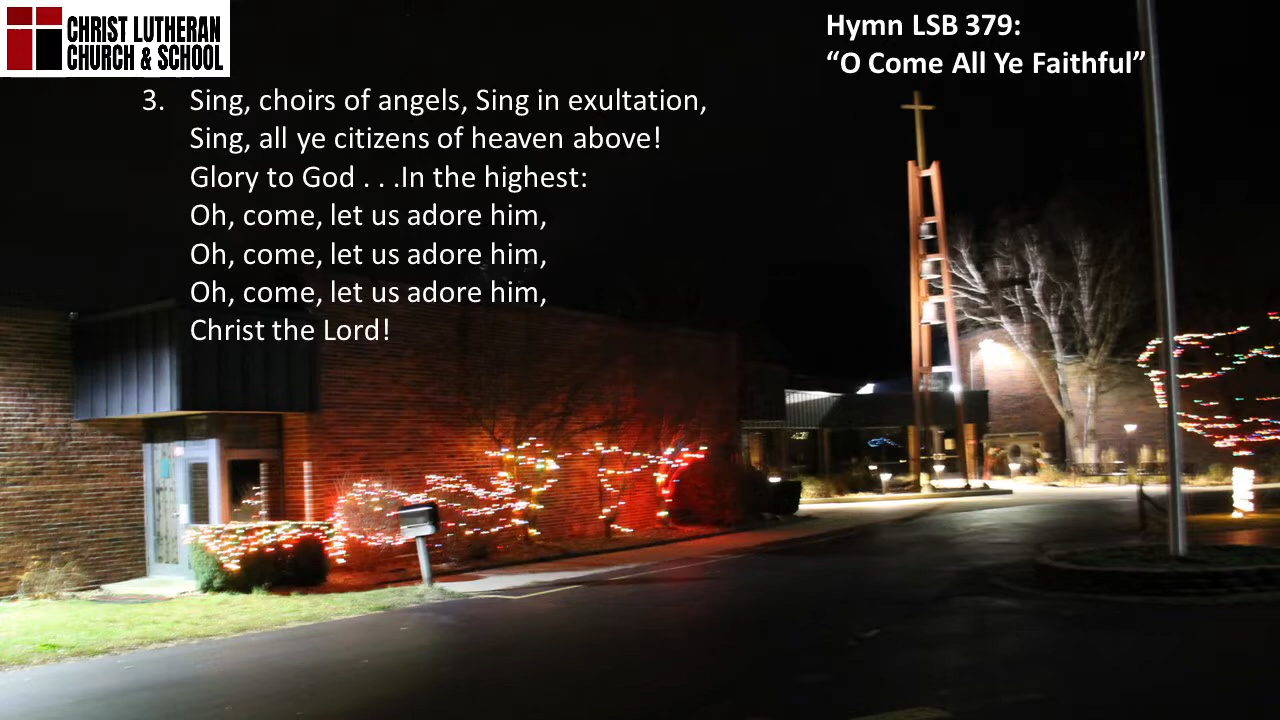 CHRIST LUTHERAN
CHURCH & SCHOOL
Hymn LSB 379:
“O Come All Ye Faithful”
3. Sing, choirs of angels, Sing in exultation,
Sing, all ye citizens of heaven above!
Glory to God . . .In the highest:
Oh, come, let us adore him,
Oh, come, let us adore him,
Oh, come, let us adore him,
Christ the Lord!